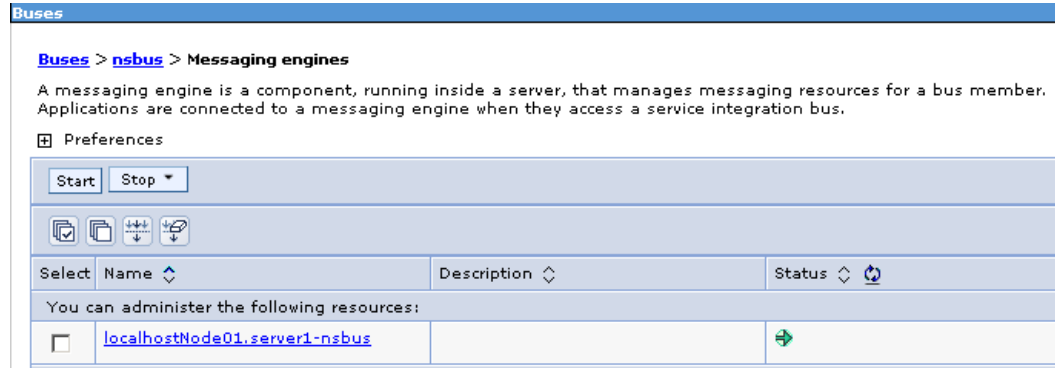 Buses
Buses > nsbus > Messaging engines
A messaging engine is a component, running inside a server, that manages messaging resources for a bus member.
Applications are connected to a messaging engine when they access a service integration bus.
Preferences
Start Stop
Select Name Description Status
You can administer the following resources:
localhostNode01.server1-nsbus